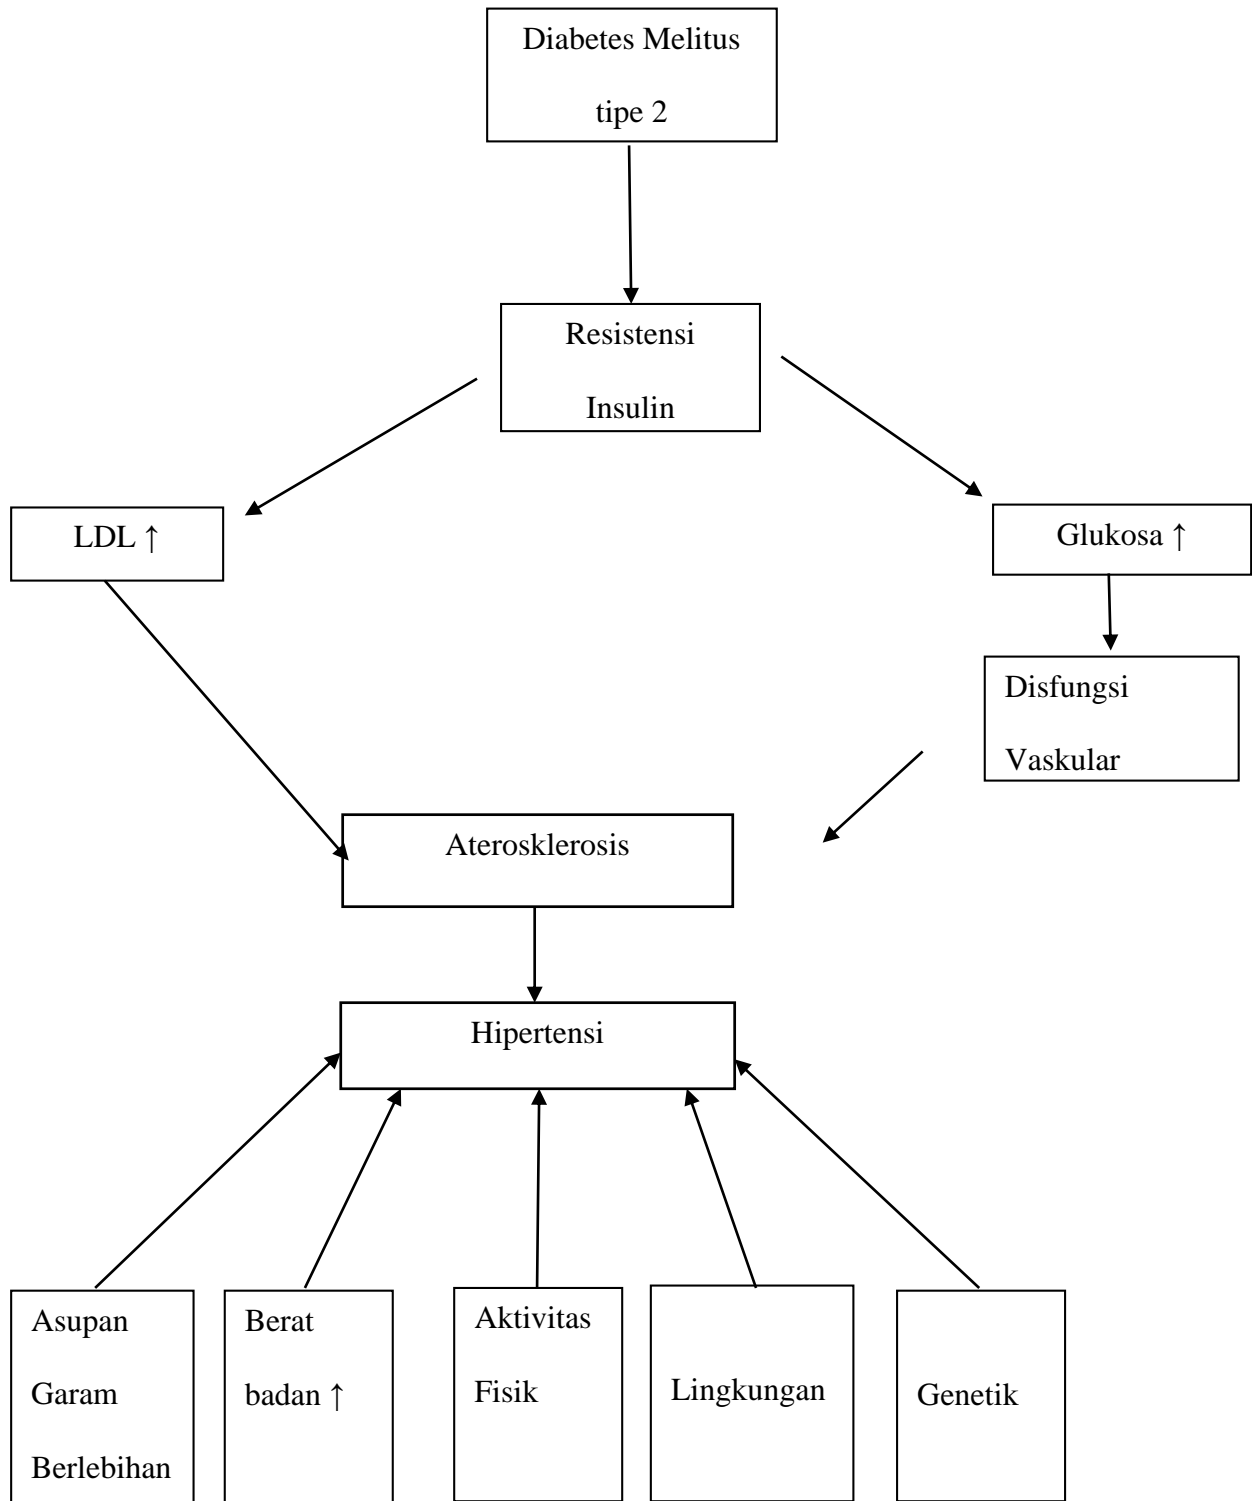 Diabetes Melitus
tipe 2
Resistensi
Insulin
LDL ↑
Glukosa ↑
Disfungsi
Vaskular
Aterosklerosis
Hipertensi
Asupan
Garam
Berlebihan
Berat
badan ↑
Aktivitas
Fisik
Lingkungan
Genetik